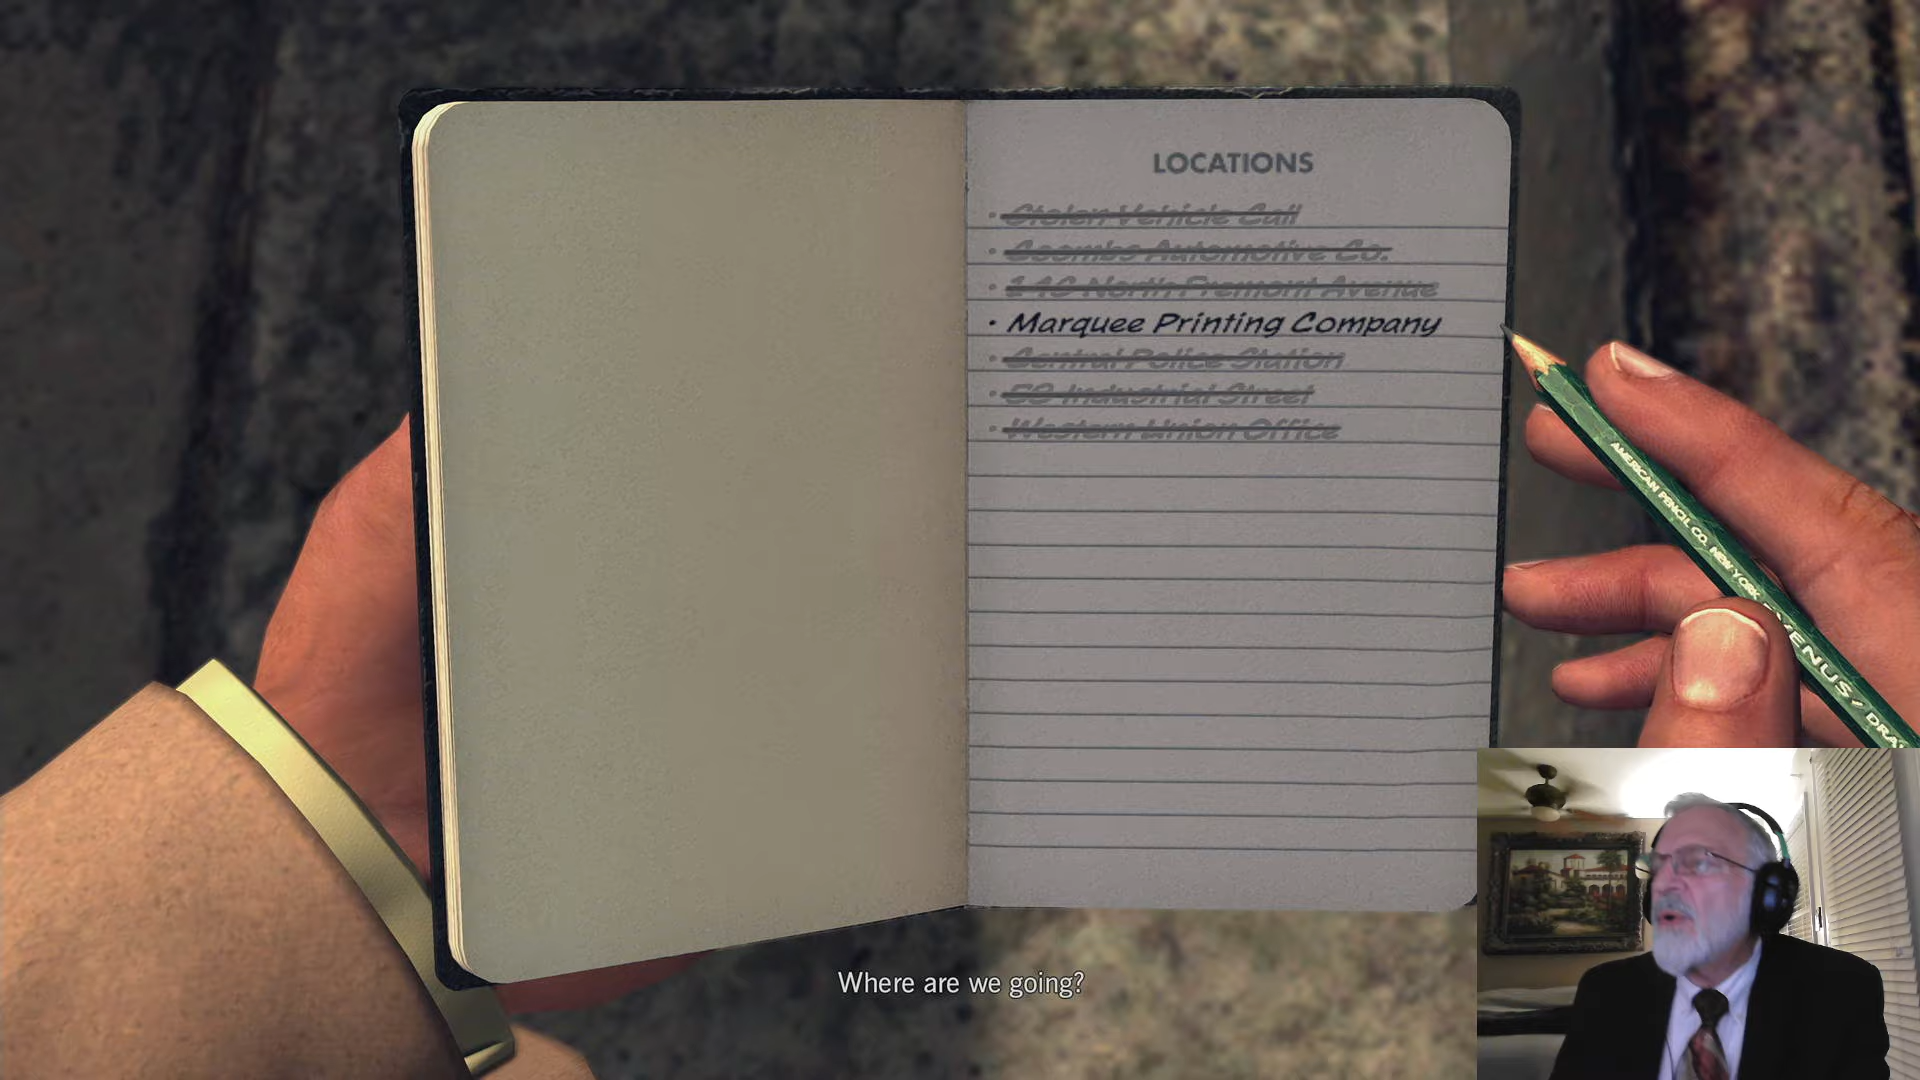 LOCATIONS
· Stolen Vehicle Call
· Coombs Automotive Co.
· North Fremont Avenue
· Marquee Printing Company
· Central Police Station
· Industrial Street
· Western Union Office
AMERICAN PENCIL CO. NEW YORK VENUS
Where are we going?